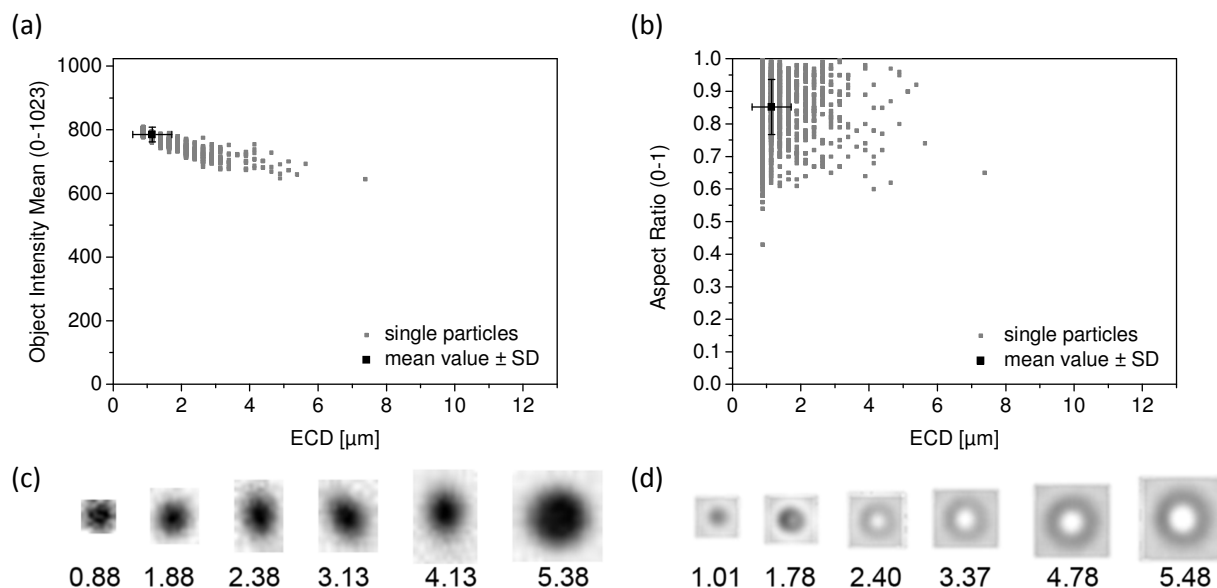 (a)
Object Intensity Mean (0-1023)
1000
800
600
400
200
0
0 2 4 6 8 10 12
ECD [µm]
single particles
mean value ± SD
(b)
Aspect Ratio (0-1)
1.0
0.9
0.8
0.7
0.6
0.5
0.4
0.3
0.2
0.1
0.0
0 2 4 6 8 10 12
ECD [µm]
single particles
mean value ± SD
(c)
0.88 1.88 2.38 3.13 4.13 5.38
(d)
1.01 1.78 2.40 3.37 4.78 5.48